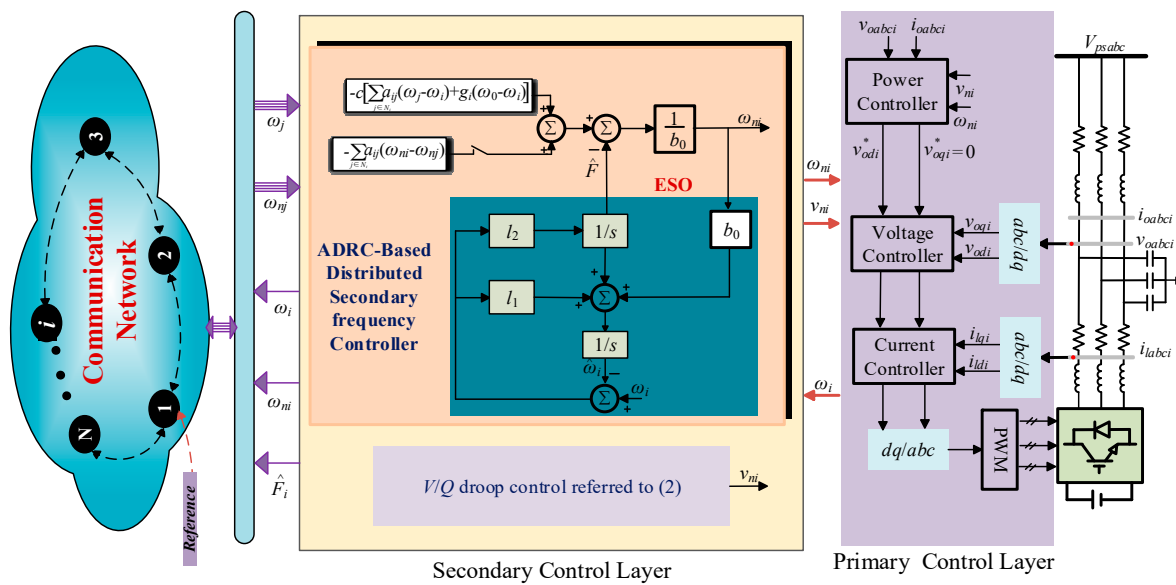 Communication
Network
3
2
i
1
N
Reference
ω_j
ω_nj
ω_i
ω_ni
F̂_i
-c[∑_{j∈N_i} a_ij(ω_j-ω_i)+g_i(ω_0-ω_i)]
-∑_{j∈N_i} a_ij(ω_ni-ω_nj)
+
+
Σ
+
−
Σ
F̂
1
b_0
ω_ni
ESO
ADRC-Based
Distributed
Secondary
frequency
Controller
l_2
1/s
b_0
l_1
+
+
+
Σ
1/s
ω̂_i
−
Σ
+
ω_i
V/Q droop control referred to (2)
v_ni
Secondary Control Layer
ω_ni
v_ni
ω_i
v_oabci
i_oabci
Power
Controller
v_ni
ω_ni
v*_odi
v*_oqi=0
Voltage
Controller
v_oqi
v_odi
abc/dq
Current
Controller
i_lqi
i_ldi
abc/dq
dq/abc
PWM
Primary Control Layer
V_psabc
i_oabci
v_oabci
i_labci